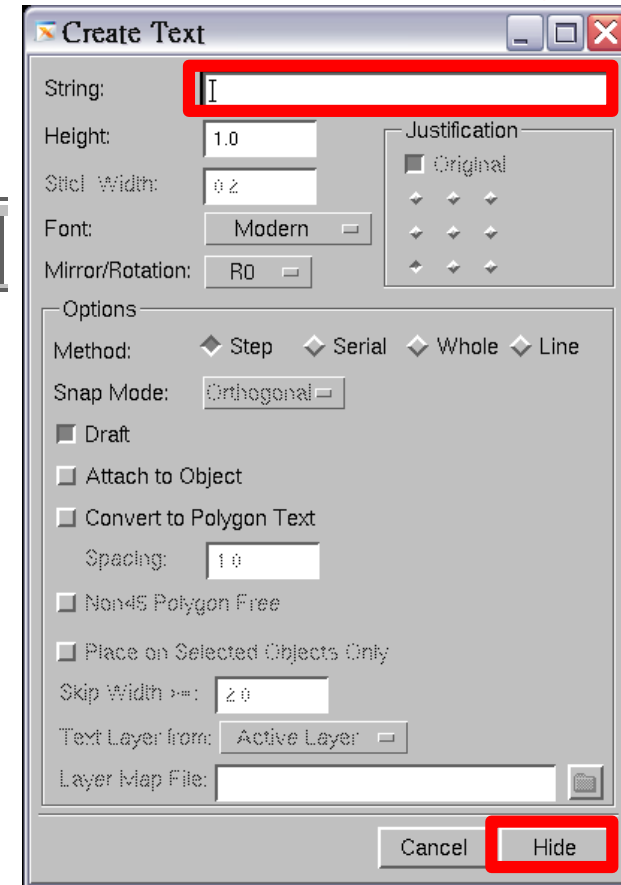 Create Text
String:
Height: 1.0
Justification
Original
Stick Width: 0.2
Font: Modern
Mirror/Rotation: R0
Options
Method: Step Serial Whole Line
Snap Mode: Orthogonal
Draft
Attach to Object
Convert to Polygon Text
Spacing: 1.0
Non45 Polygon Free
Place on Selected Objects Only
Skip Width >=: 2.0
Text Layer from: Active Layer
Layer Map File:
Cancel Hide